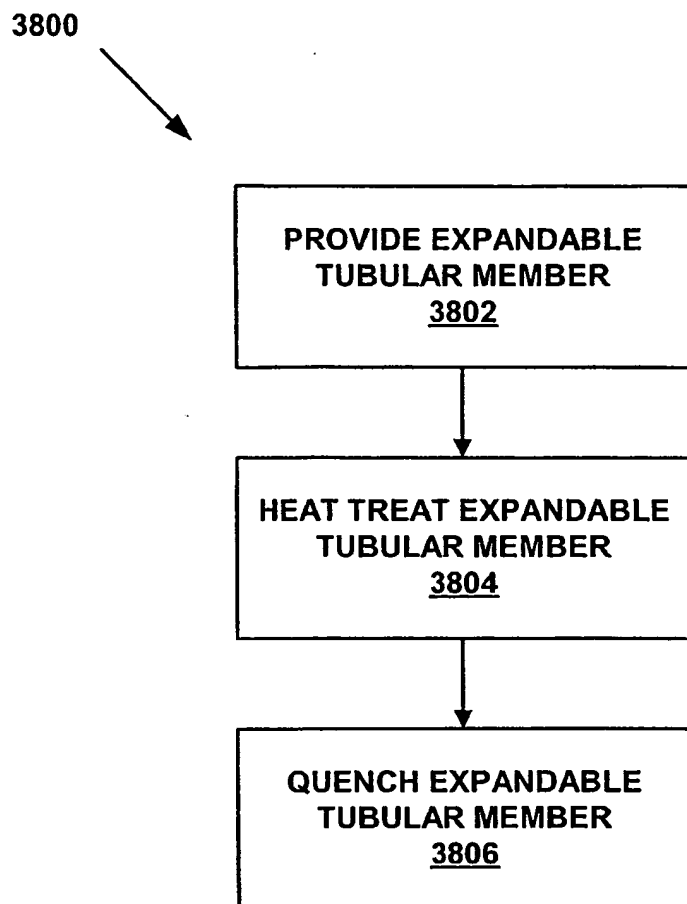 3800
PROVIDE EXPANDABLE
TUBULAR MEMBER
3802
HEAT TREAT EXPANDABLE
TUBULAR MEMBER
3804
QUENCH EXPANDABLE
TUBULAR MEMBER
3806